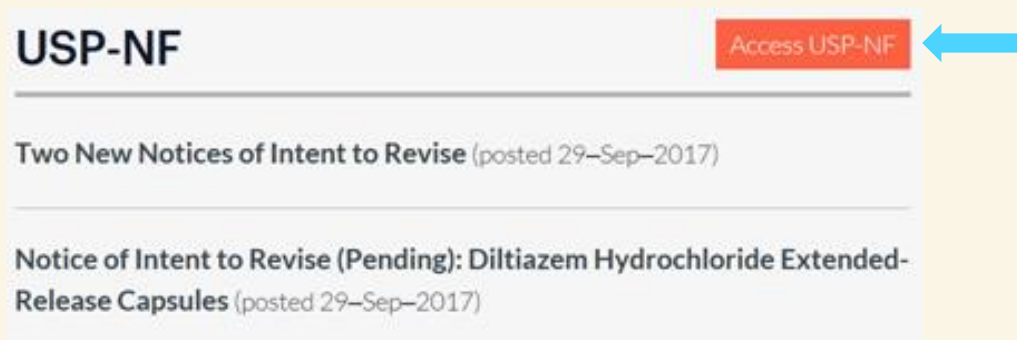 USP-NF
Access USP-NF
Two New Notices of Intent to Revise (posted 29–Sep–2017)
Notice of Intent to Revise (Pending): Diltiazem Hydrochloride Extended-
Release Capsules (posted 29–Sep–2017)